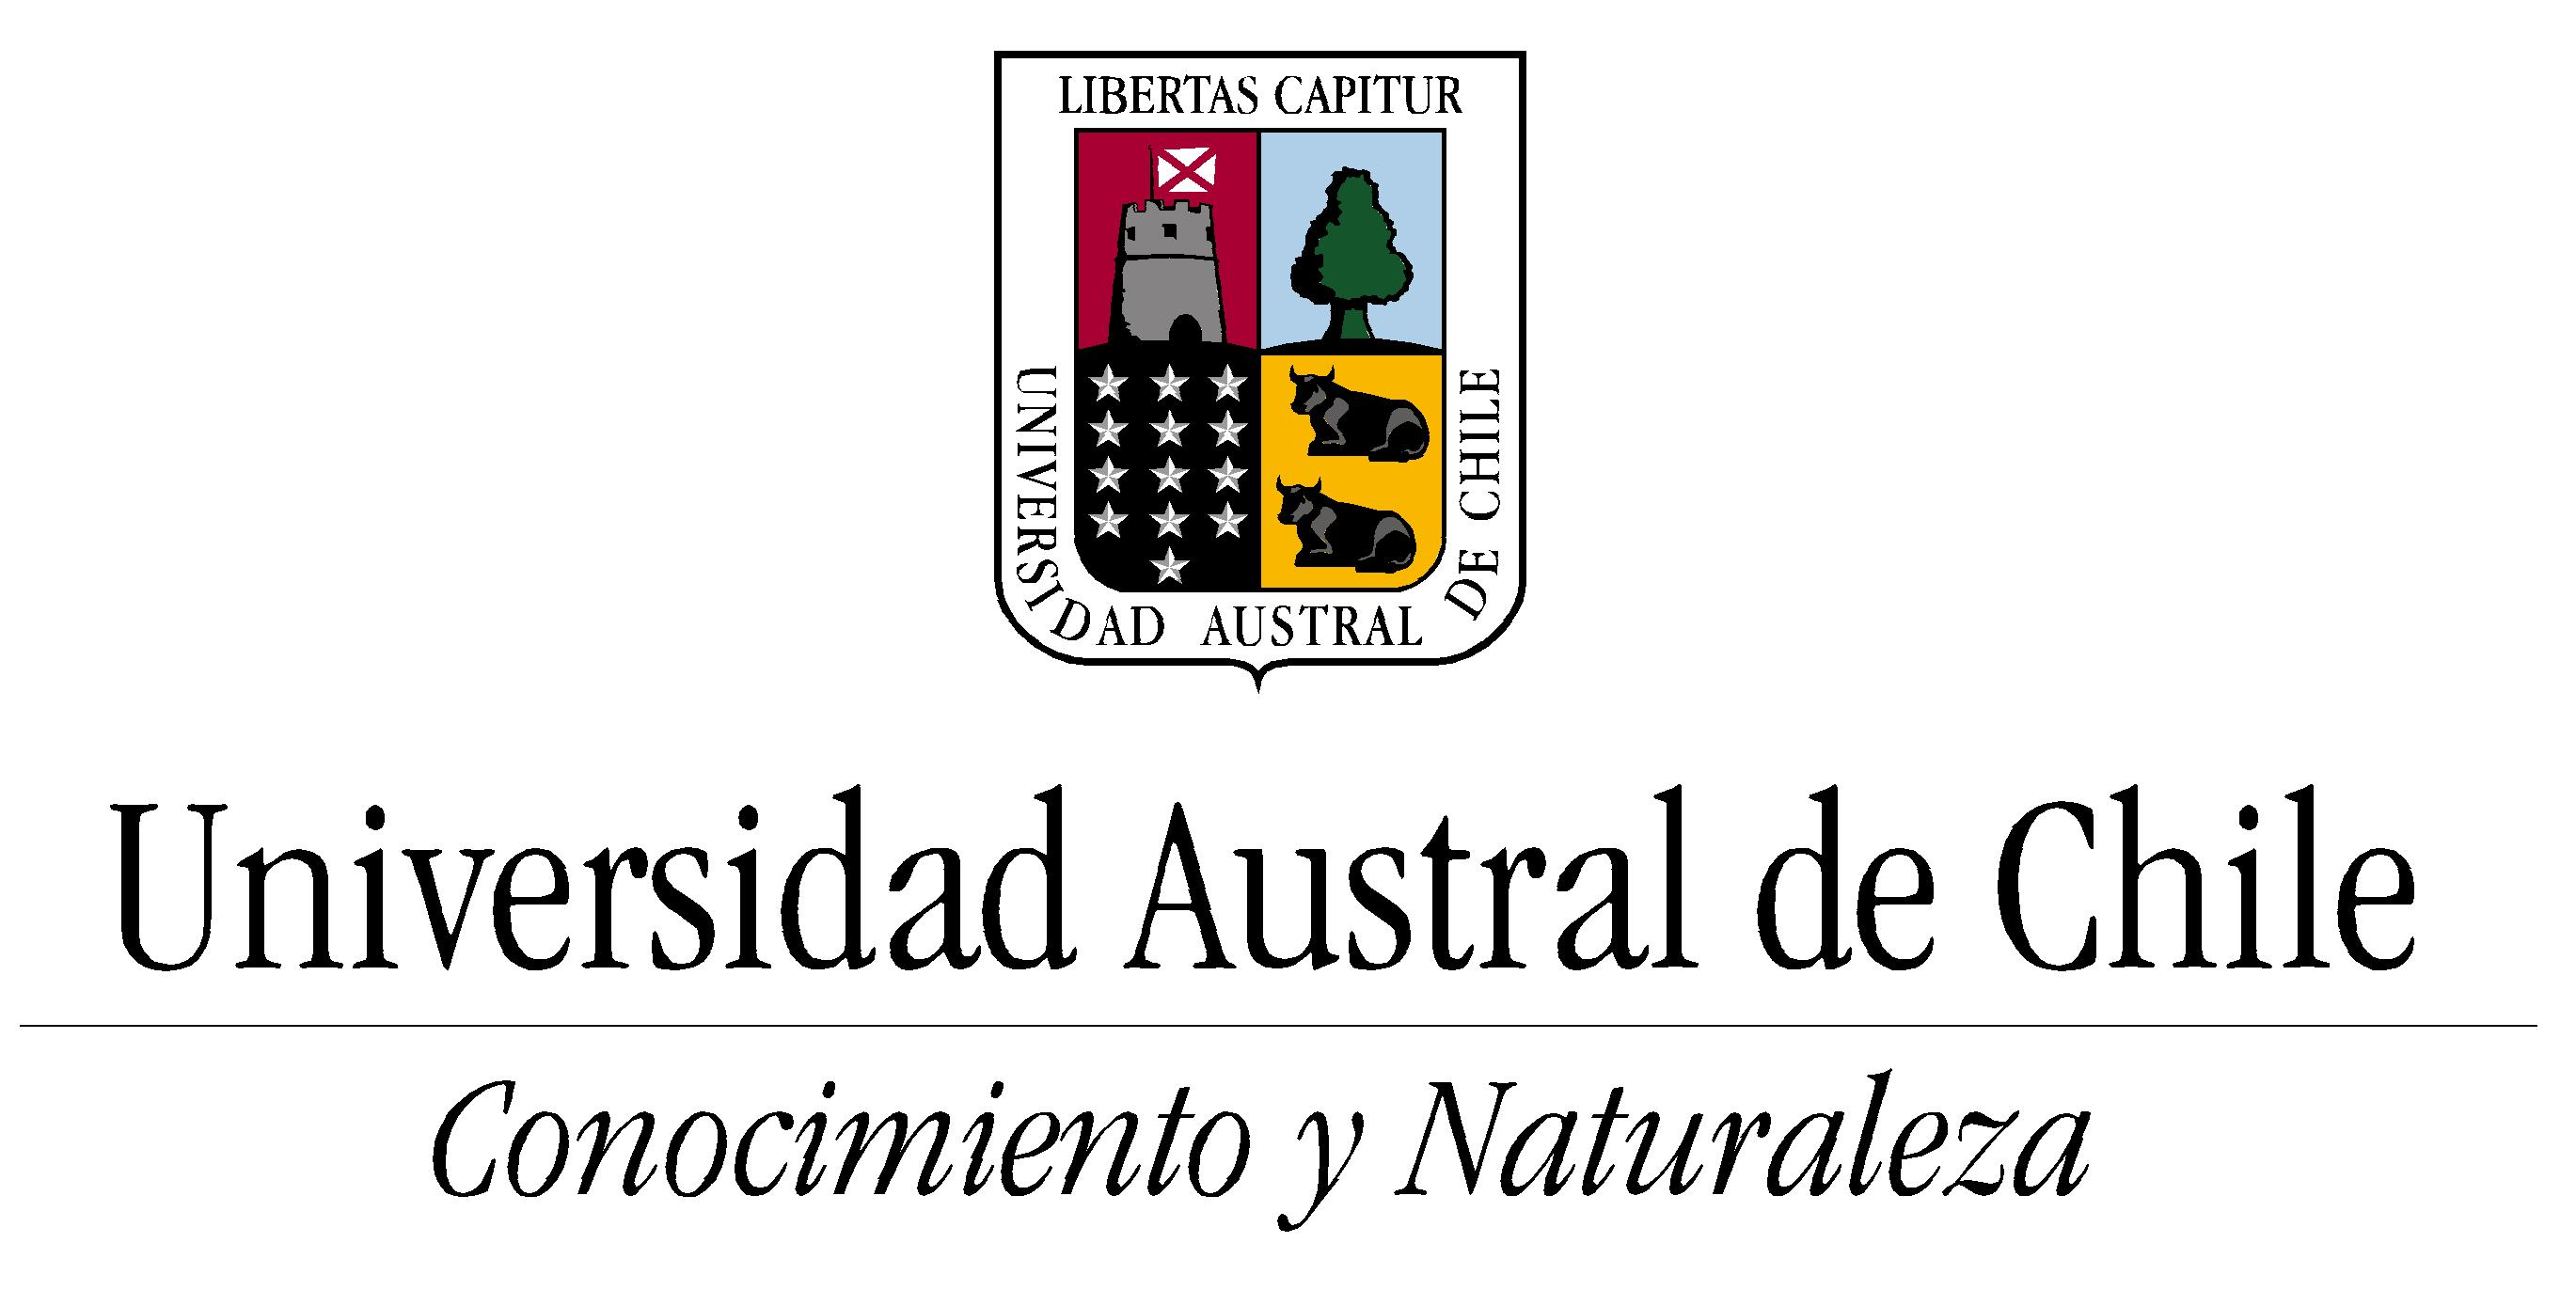 LIBERTAS CAPITUR
UNIVERSIDAD AUSTRAL DE CHILE
Universidad Austral de Chile
Conocimiento y Naturaleza